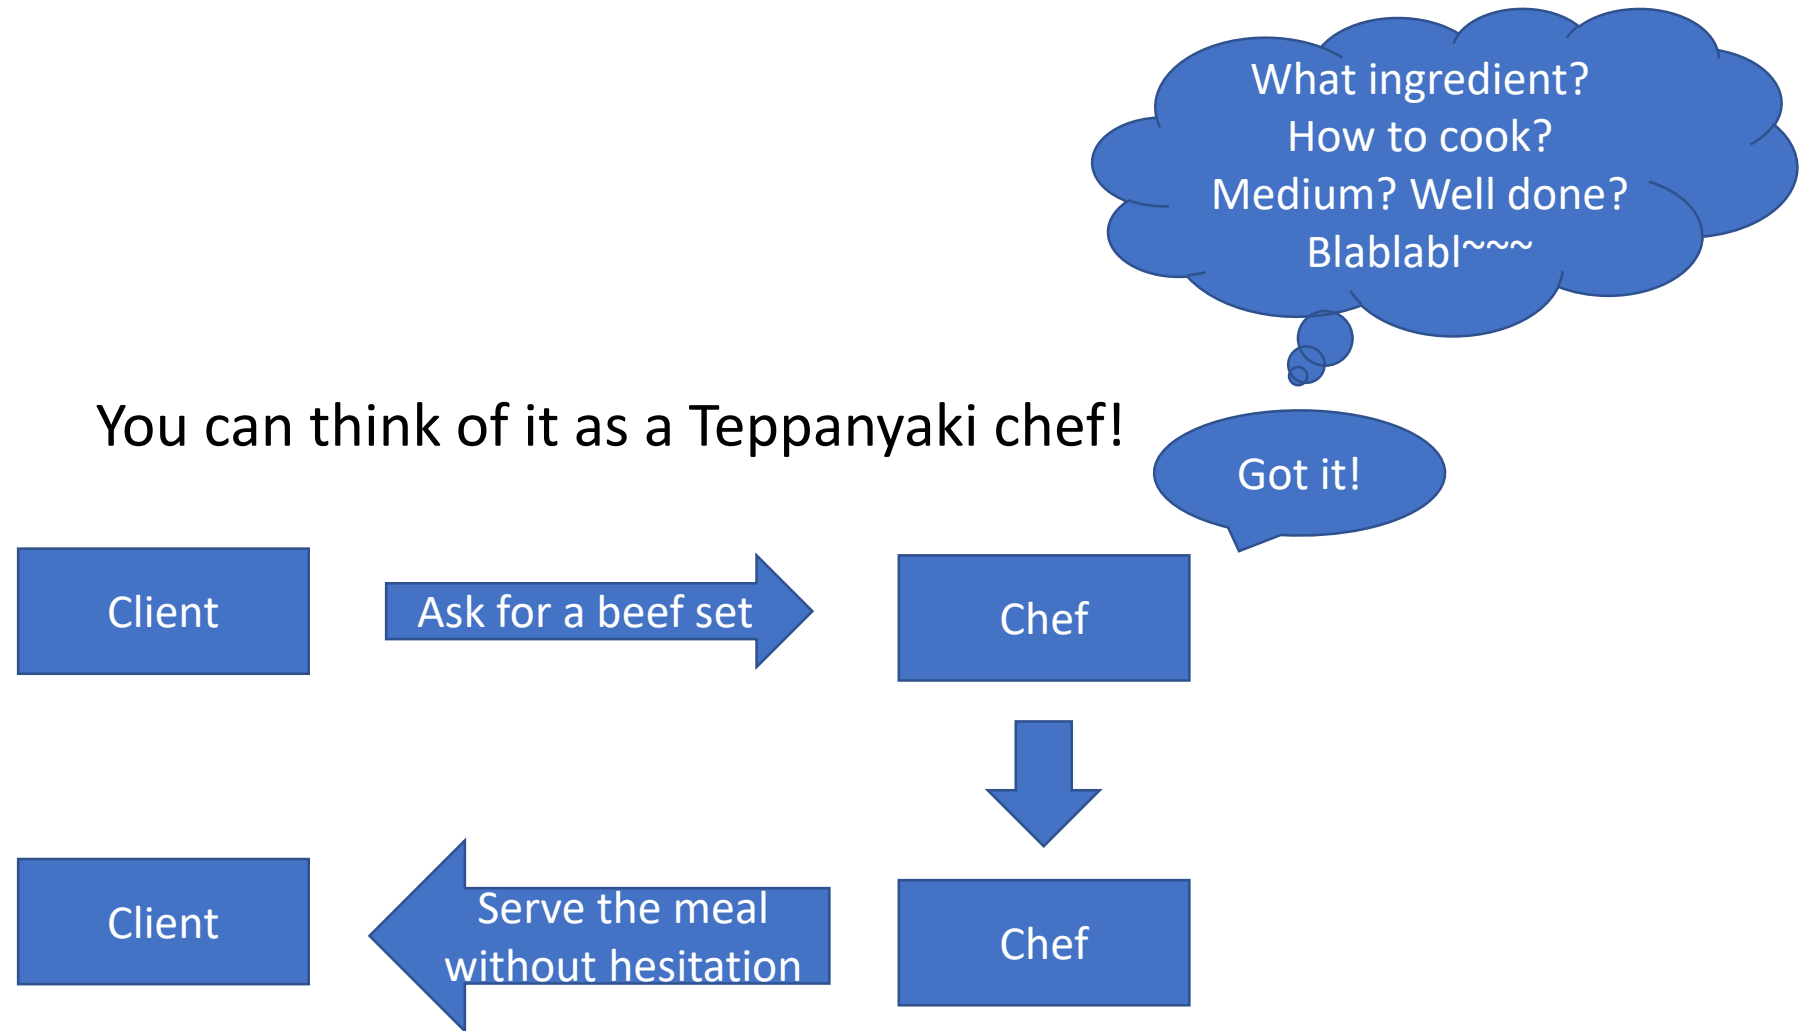 What ingredient?
How to cook?
Medium? Well done?
Blablabl~~~
You can think of it as a Teppanyaki chef!
Got it!
Client
Ask for a beef set
Chef
Client
Serve the meal
without hesitation
Chef